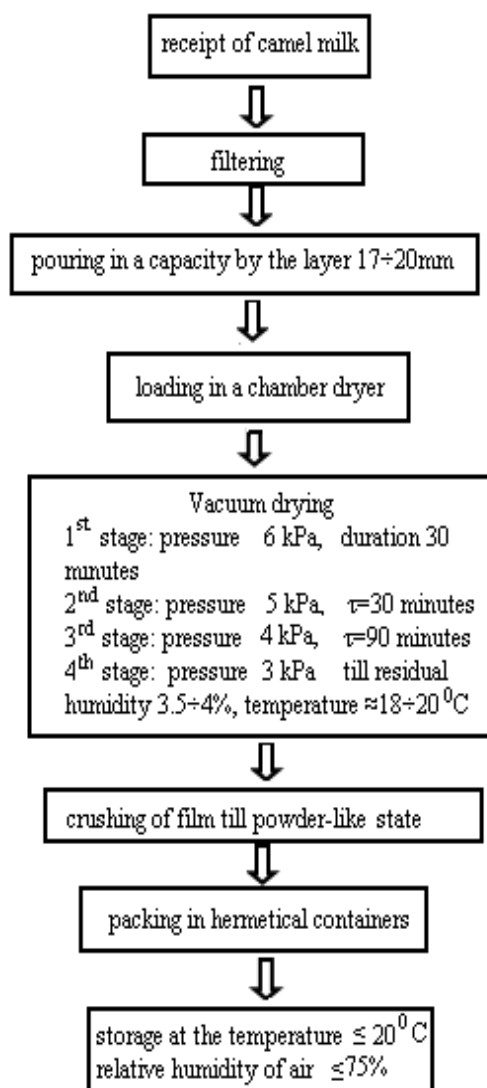 receipt of camel milk
filtering
pouring in a capacity by the layer 17÷20mm
loading in a chamber dryer
Vacuum drying
1st stage: pressure 6 kPa, duration 30
minutes
2nd stage: pressure 5 kPa, τ=30 minutes
3rd stage: pressure 4 kPa, τ=90 minutes
4th stage: pressure 3 kPa till residual
humidity 3.5÷4%, temperature ≈18÷20 ⁰C
crushing of film till powder-like state
packing in hermetical containers
storage at the temperature ≤ 20⁰ C
relative humidity of air ≤75%